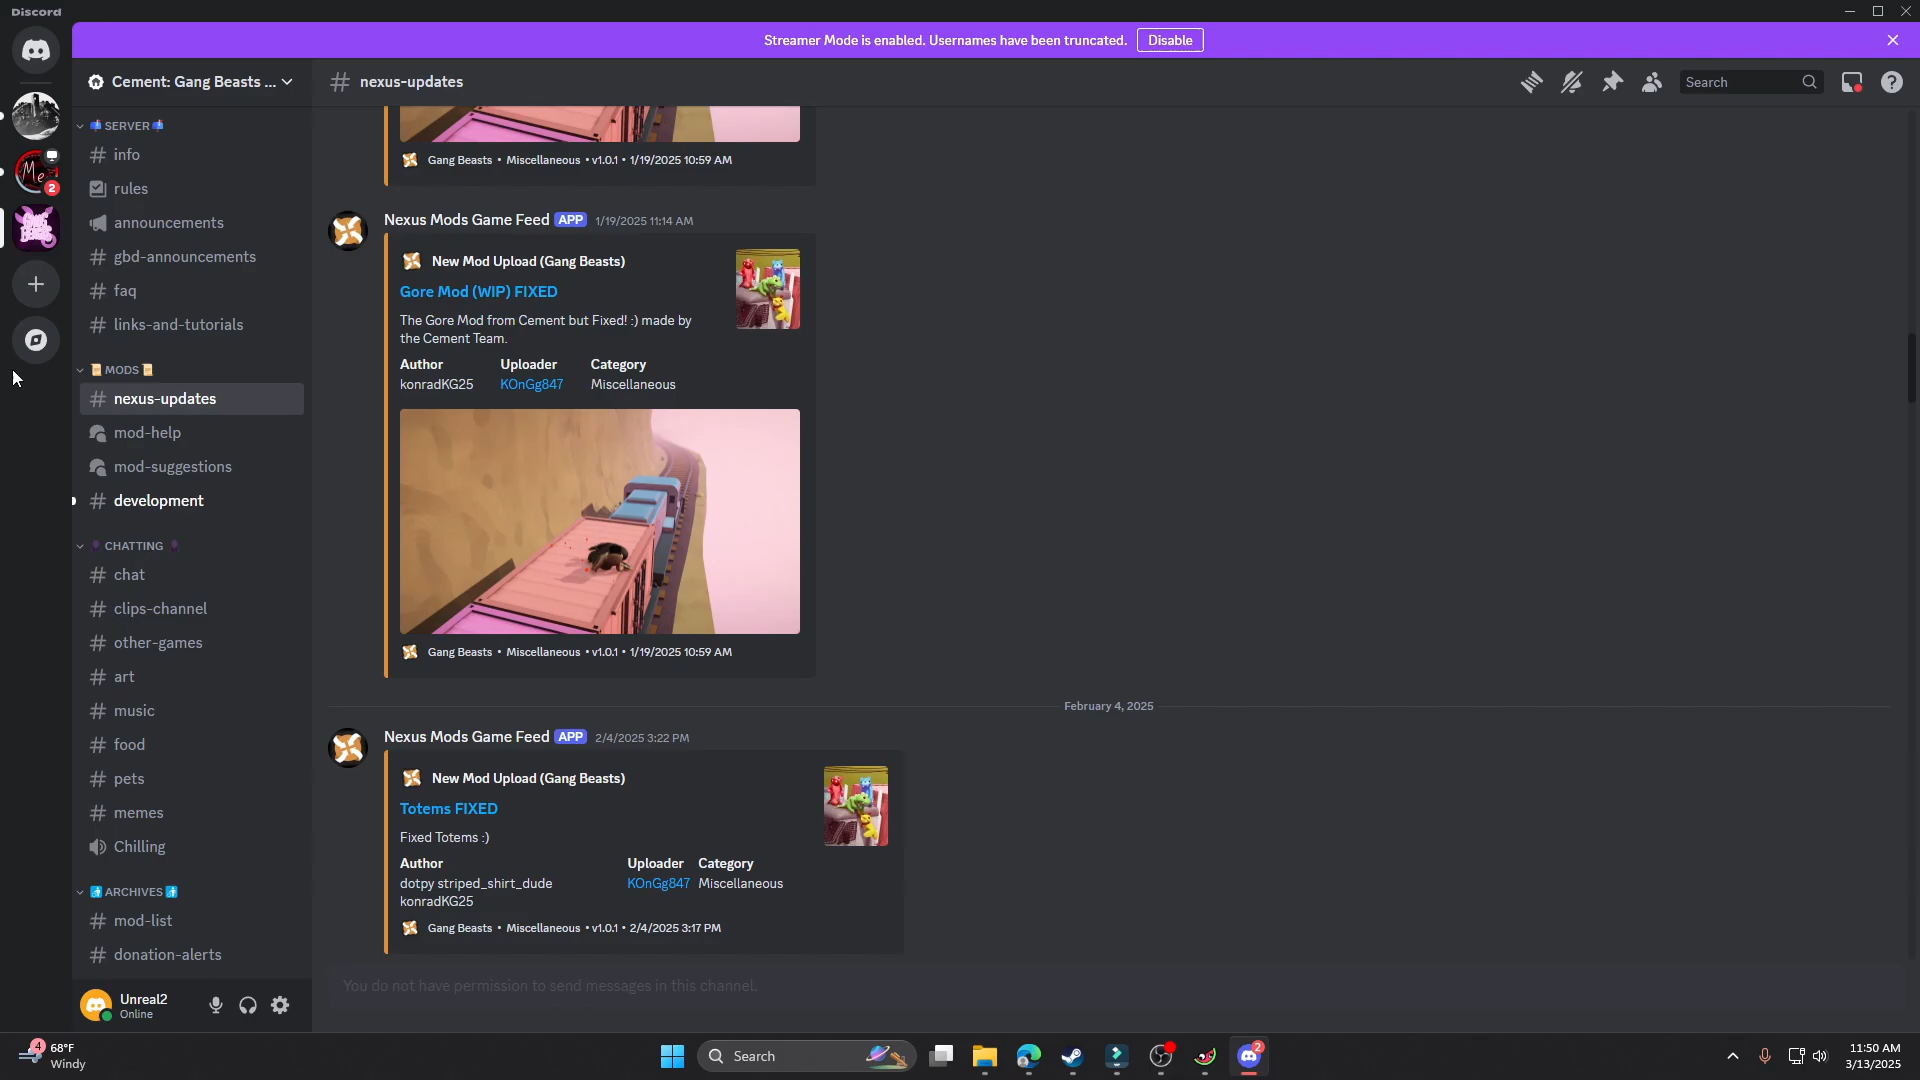 Discord
Streamer Mode is enabled. Usernames have been truncated.
Disable
Cement: Gang Beasts ...
nexus-updates
Search
SERVER
info
rules
announcements
gbd-announcements
faq
links-and-tutorials
MODS
nexus-updates
mod-help
mod-suggestions
development
CHATTING
chat
clips-channel
other-games
art
music
food
pets
memes
Chilling
ARCHIVES
mod-list
donation-alerts
Unreal2
Online
Me
2
Gang Beasts • Miscellaneous • v1.0.1 • 1/19/2025 10:59 AM
Nexus Mods Game Feed APP 1/19/2025 11:14 AM
New Mod Upload (Gang Beasts)
Gore Mod (WIP) FIXED
The Gore Mod from Cement but Fixed! :) made by
the Cement Team.
Author Uploader Category
konradKG25 KOnGg847 Miscellaneous
Gang Beasts • Miscellaneous • v1.0.1 • 1/19/2025 10:59 AM
February 4, 2025
Nexus Mods Game Feed APP 2/4/2025 3:22 PM
New Mod Upload (Gang Beasts)
Totems FIXED
Fixed Totems :)
Author Uploader Category
dotpy striped_shirt_dude KOnGg847 Miscellaneous
konradKG25
Gang Beasts • Miscellaneous • v1.0.1 • 2/4/2025 3:17 PM
You do not have permission to send messages in this channel.
4
68°F
Windy
Search
2
11:50 AM
3/13/2025